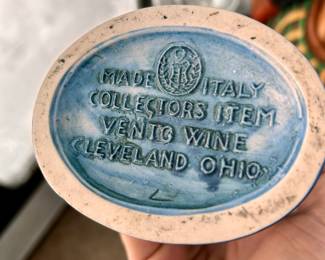 MADE ITALY
COLLECTORS ITEM
VENTO WINE
CLEVELAND OHIO